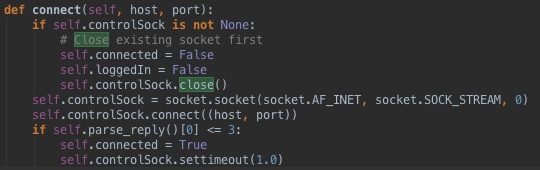 def connect(self, host, port):
    if self.controlSock is not None:
        # Close existing socket first
        self.connected = False
        self.loggedIn = False
        self.controlSock.close()
    self.controlSock = socket.socket(socket.AF_INET, socket.SOCK_STREAM, 0)
    self.controlSock.connect((host, port))
    if self.parse_reply()[0] <= 3:
        self.connected = True
        self.controlSock.settimeout(1.0)